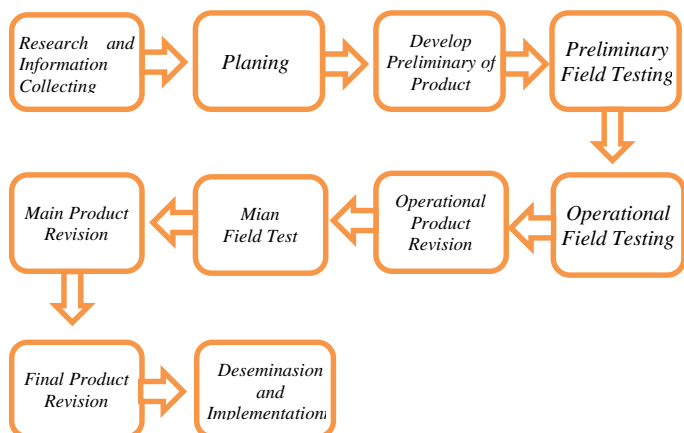 Research and
Information
Collecting
Planing
Develop
Preliminary of
Product
Preliminary
Field Testing
Operational
Field Testing
Operational
Product
Revision
Mian
Field Test
Main Product
Revision
Final Product
Revision
Deseminasion
and
Implementation